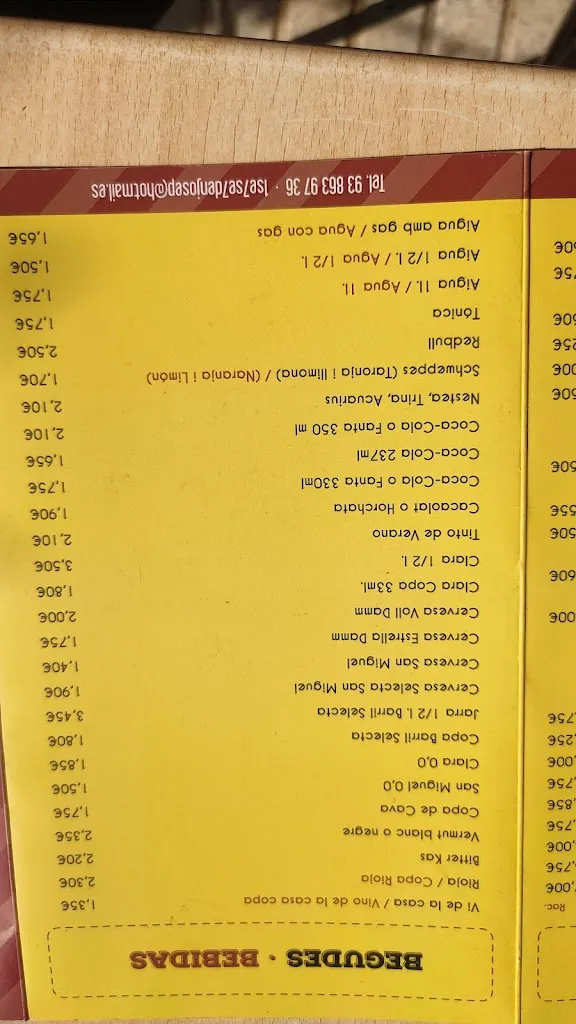 BEGUDES · BEBIDAS
Vi de la casa / Vino de la casa copa 1,35€
Rioja / Copa Rioja 2,30€
Bitter Kas 2,20€
Vermut blanc o negre 2,35€
Copa de Cava 1,75€
San Miguel 0,0 1,50€
Clara 0,0 1,85€
Copa Barril Selecta 1,80€
Jarra 1/2 l. Barril Selecta 3,45€
Cervesa Selecta San Miguel 1,90€
Cervesa San Miguel 1,40€
Cervesa Estrella Damm 1,75€
Cervesa Voll Damm 2,00€
Clara Copa 33ml. 1,80€
Clara 1/2 l. 3,50€
Tinto de Verano 2,10€
Cacaolat o Horchata 1,90€
Coca-Cola o Fanta 330ml 1,75€
Coca-Cola 237ml 1,65€
Coca-Cola o Fanta 350 ml 2,10€
Nestea, Trina, Acuarius 2,10€
Schweppes (Taronja i llimona) / (Naranja i Limón) 1,70€
Redbull 2,50€
Tónica 1,75€
Aigua 1l. / Agua 1l. 1,75€
Aigua 1/2 l. / Agua 1/2 l. 1,50€
Aigua amb gas / Agua con gas 1,65€
Tel. 93 863 97 36 · 1se7se7denjosep@hotmail.es